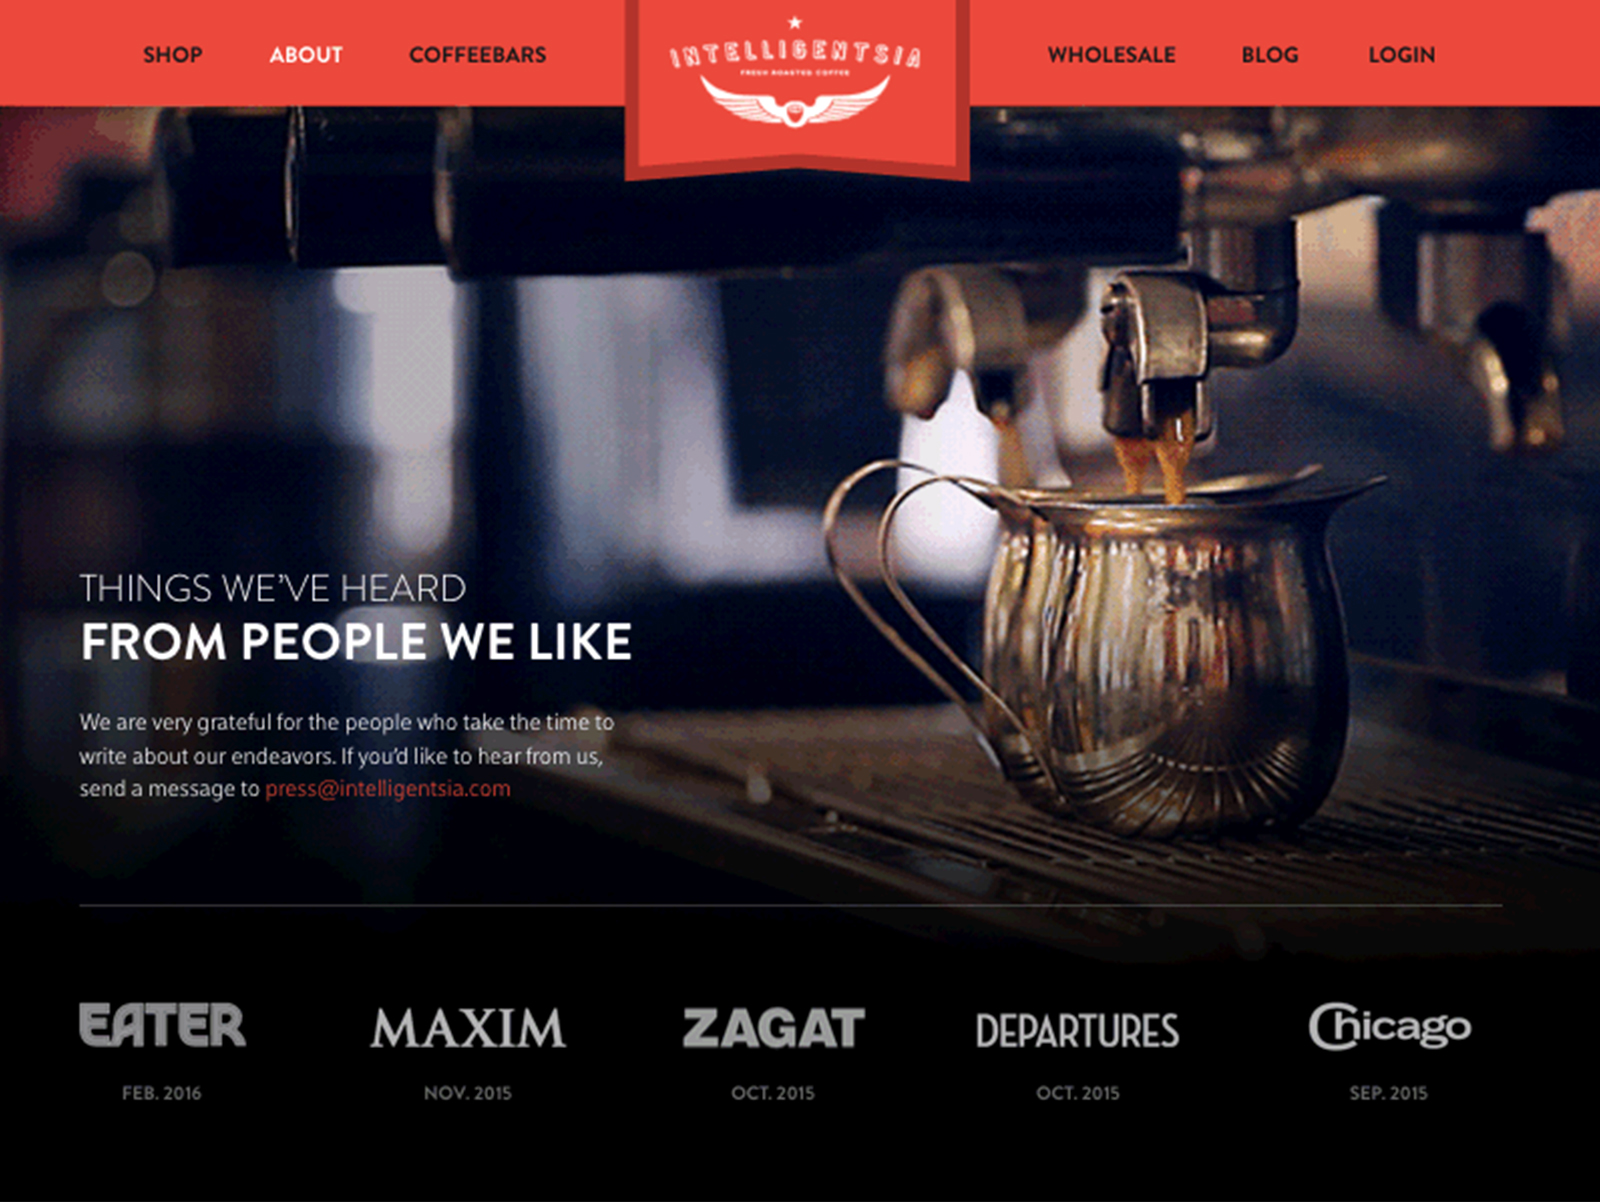 SHOP
ABOUT
COFFEEBARS
INTELLIGENTSIA
FRESH ROASTED COFFEE
WHOLESALE
BLOG
LOGIN
THINGS WE’VE HEARD
FROM PEOPLE WE LIKE
We are very grateful for the people who take the time to
write about our endeavors. If you’d like to hear from us,
send a message to press@intelligentsia.com
EATER
MAXIM
ZAGAT
DEPARTURES
Chicago
FEB. 2016
NOV. 2015
OCT. 2015
OCT. 2015
SEP. 2015